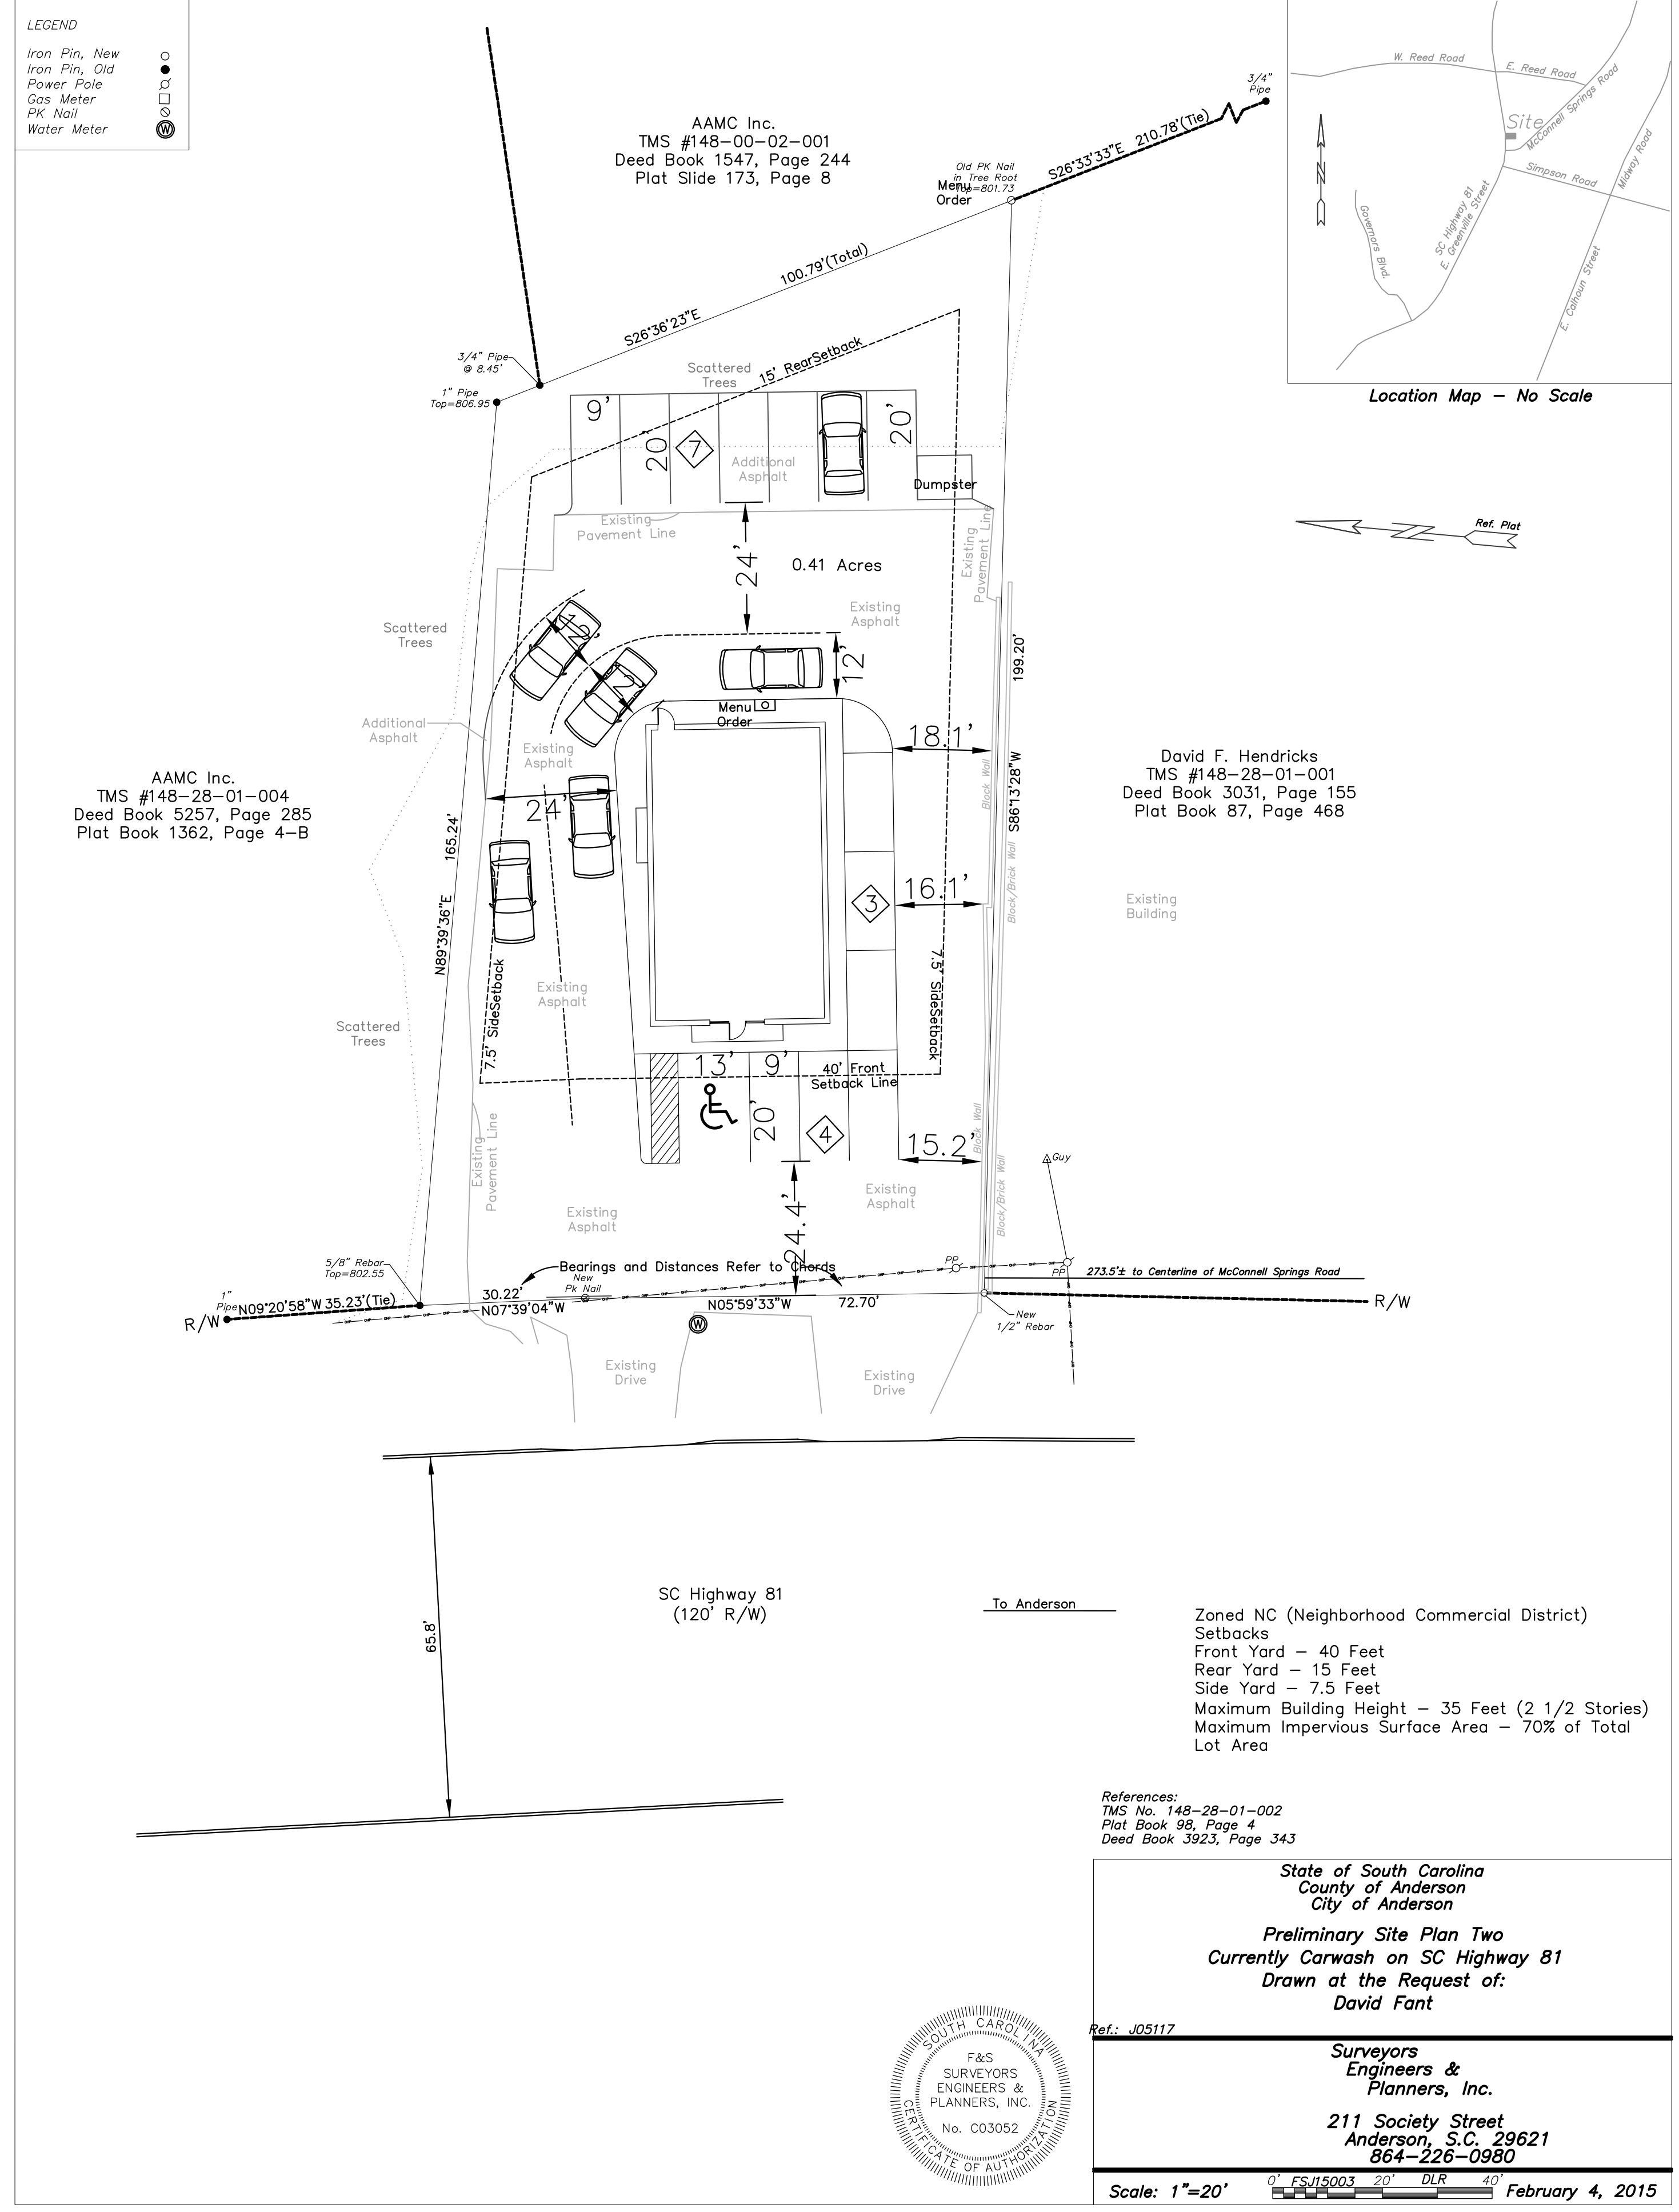 LEGEND
Iron Pin, New
Iron Pin, Old
Power Pole
Gas Meter
PK Nail
Water Meter
W
AAMC Inc.
TMS #148-00-02-001
Deed Book 1547, Page 244
Plat Slide 173, Page 8
3/4"
Pipe
S26°33'33"E 210.78'(Tie)
Old PK Nail
in Tree Root
Top=801.73
Menu
Order
W. Reed Road
E. Reed Road
McConnell Springs Road
Site
N
Simpson Road
Midway Road
Governors Blvd.
SC Highway 81
E. Greenville Street
E. Calhoun Street
Location Map - No Scale
100.79'(Total)
S26°36'23"E
3/4" Pipe
@ 8.45'
1" Pipe
Top=806.95
Scattered
Trees
15' RearSetback
9'
20'
7
20'
Additional
Asphalt
Dumpster
Existing
Pavement Line
Existing
Pavement Line
N
Ref. Plat
24'
0.41 Acres
Existing
Asphalt
Scattered
Trees
12'
12'
12'
199.20'
Menu
Order
Additional
Asphalt
Existing
Asphalt
18.1'
Block Wall
S86°13'28"W
AAMC Inc.
TMS #148-28-01-004
Deed Book 5257, Page 285
Plat Book 1362, Page 4-B
David F. Hendricks
TMS #148-28-01-001
Deed Book 3031, Page 155
Plat Book 87, Page 468
24'
165.24'
N89°39'36"E
3
16.1'
Block/Brick Wall
Existing
Building
7.5' SideSetback
Existing
Asphalt
7.5' SideSetback
Scattered
Trees
13'
9'
40' Front
Setback Line
20'
4
Existing
Pavement Line
15.2'
Block Wall
Block/Brick Wall
Guy
Existing
Asphalt
Existing
Asphalt
24.4'
5/8" Rebar
Top=802.55
Bearings and Distances Refer to Chords
PP
PP
273.5'± to Centerline of McConnell Springs Road
1"
Pipe
N09°20'58"W 35.23'(Tie)
R/W
30.22'
N07°39'04"W
New
Pk Nail
N05°59'33"W
72.70'
R/W
New
1/2" Rebar
W
Existing
Drive
Existing
Drive
65.8'
SC Highway 81
(120' R/W)
To Anderson
Zoned NC (Neighborhood Commercial District)
Setbacks
Front Yard - 40 Feet
Rear Yard - 15 Feet
Side Yard - 7.5 Feet
Maximum Building Height - 35 Feet (2 1/2 Stories)
Maximum Impervious Surface Area - 70% of Total
Lot Area
References:
TMS No. 148-28-01-002
Plat Book 98, Page 4
Deed Book 3923, Page 343
State of South Carolina
County of Anderson
City of Anderson
Preliminary Site Plan Two
Currently Carwash on SC Highway 81
Drawn at the Request of:
David Fant
Ref.: J05117
SOUTH CAROLINA
F&S
SURVEYORS
ENGINEERS &
PLANNERS, INC.
No. C03052
CERTIFICATE OF AUTHORIZATION
Surveyors
Engineers &
Planners, Inc.
211 Society Street
Anderson, S.C. 29621
864-226-0980
Scale: 1"=20'
0' FSJ15003 20' DLR 40'
February 4, 2015